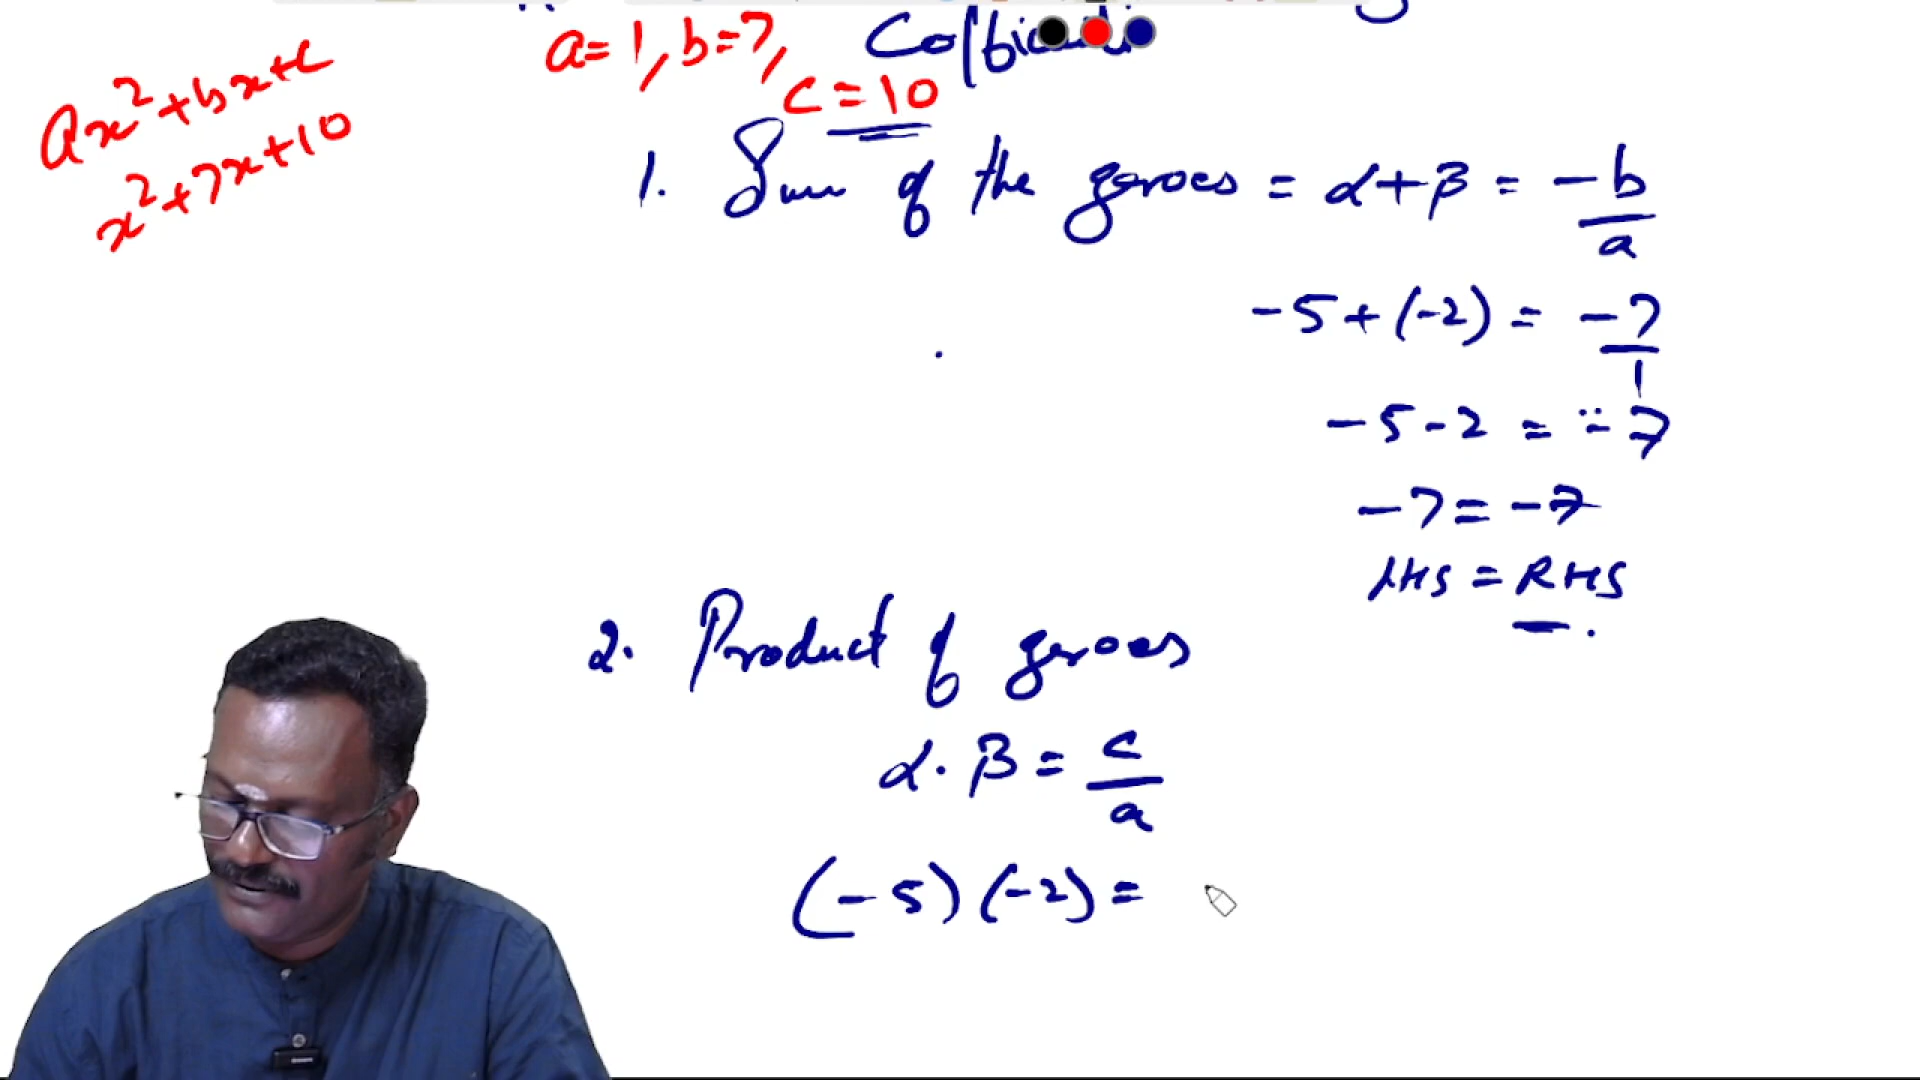 ax²+bx+c
x²+7x+10
a=1, b=7,
c=10
1. Sum of the zeroes = α+β = -b/a
-5+(-2) = -7/1
-5-2 = -7
-7 = -7
LHS = RHS.
2. Product of zeroes
α.β = c/a
(-5)(-2) =